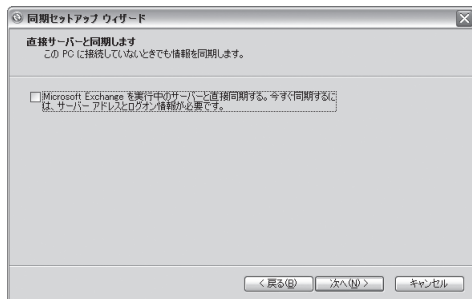 同期セットアップ ウィザード
直接サーバーと同期します
この PC に接続していないときでも情報を同期します。
Microsoft Exchange を実行中のサーバーと直接同期する。今すぐ同期するに
は、サーバー アドレスとログオン情報が必要です。
< 戻る(B)
次へ(N) >
キャンセル